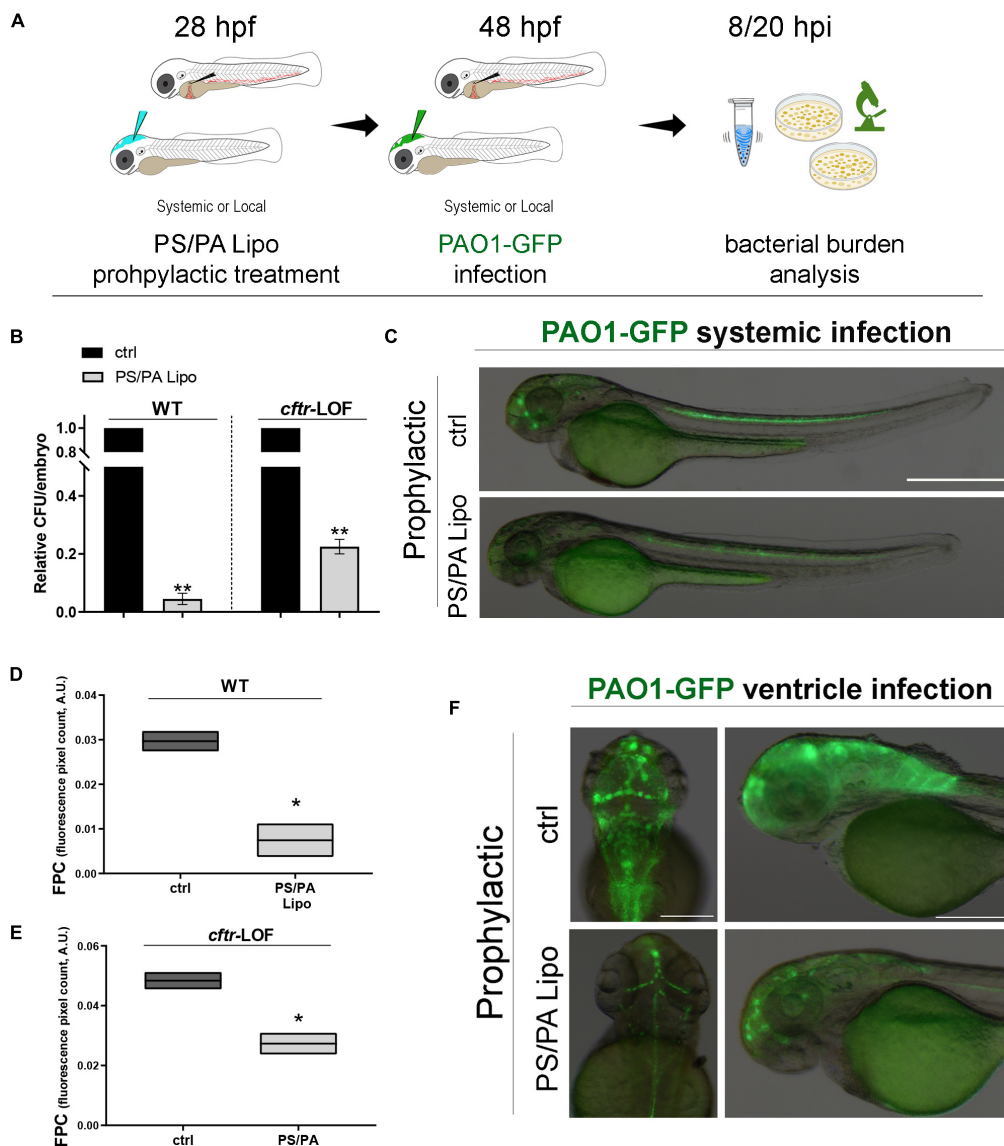 A
28 hpf
48 hpf
8/20 hpi
Systemic or Local
Systemic or Local
PS/PA Lipo
prohpylactic treatment
PAO1-GFP
infection
bacterial burden
analysis
B
ctrl
PS/PA Lipo
WT
cftr-LOF
Relative CFU/embryo
1.0
0.8
0.4
0.2
0.0
**
**
C
PAO1-GFP systemic infection
Prophylactic
ctrl
PS/PA Lipo
D
WT
FPC (fluorescence pixel count, A.U.)
0.04
0.03
0.02
0.01
0.00
*
ctrl
PS/PA
Lipo
E
cftr-LOF
FPC (fluorescence pixel count, A.U.)
0.06
0.04
0.02
0.00
*
ctrl
PS/PA
F
PAO1-GFP ventricle infection
Prophylactic
ctrl
PS/PA Lipo